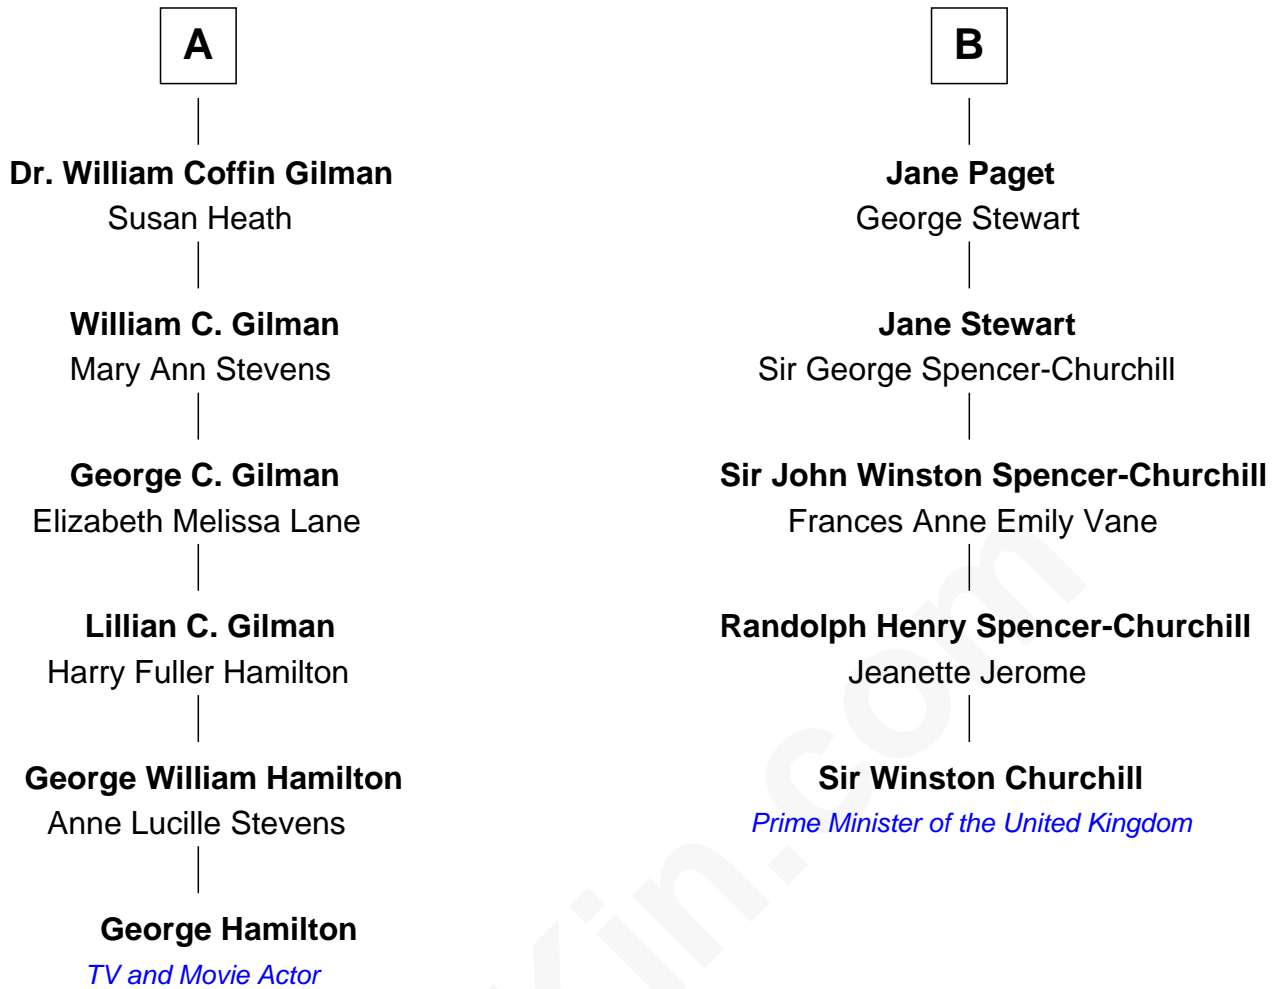 A
Dr. William Coffin Gilman
Susan Heath
William C. Gilman
Mary Ann Stevens
George C. Gilman
Elizabeth Melissa Lane
Lillian C. Gilman
Harry Fuller Hamilton
George William Hamilton
Anne Lucille Stevens
George Hamilton
TV and Movie Actor
B
Jane Paget
George Stewart
Jane Stewart
Sir George Spencer-Churchill
Sir John Winston Spencer-Churchill
Frances Anne Emily Vane
Randolph Henry Spencer-Churchill
Jeanette Jerome
Sir Winston Churchill
Prime Minister of the United Kingdom
Kin.com